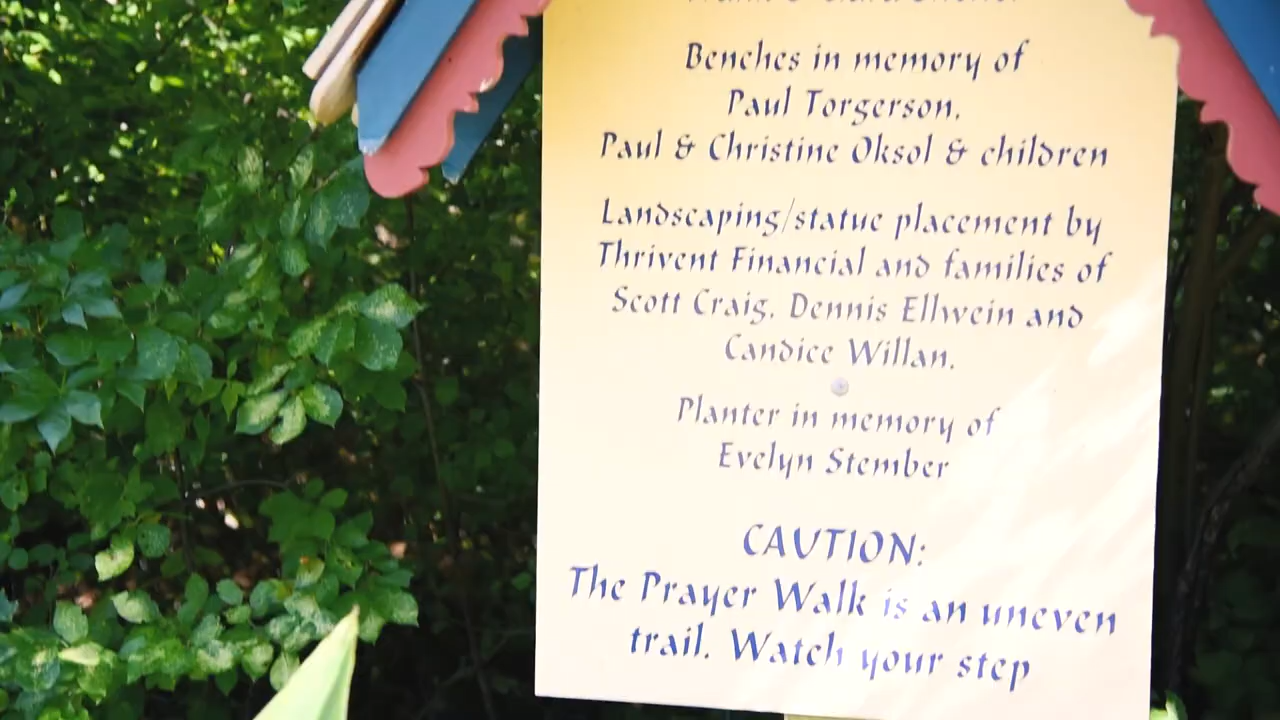 Benches in memory of
Paul Torgerson,
Paul & Christine Oksol & children
Landscaping/statue placement by
Thrivent Financial and families of
Scott Craig, Dennis Ellwein and
Candice Willan.
Planter in memory of
Evelyn Stember
CAUTION:
The Prayer Walk is an uneven
trail. Watch your step